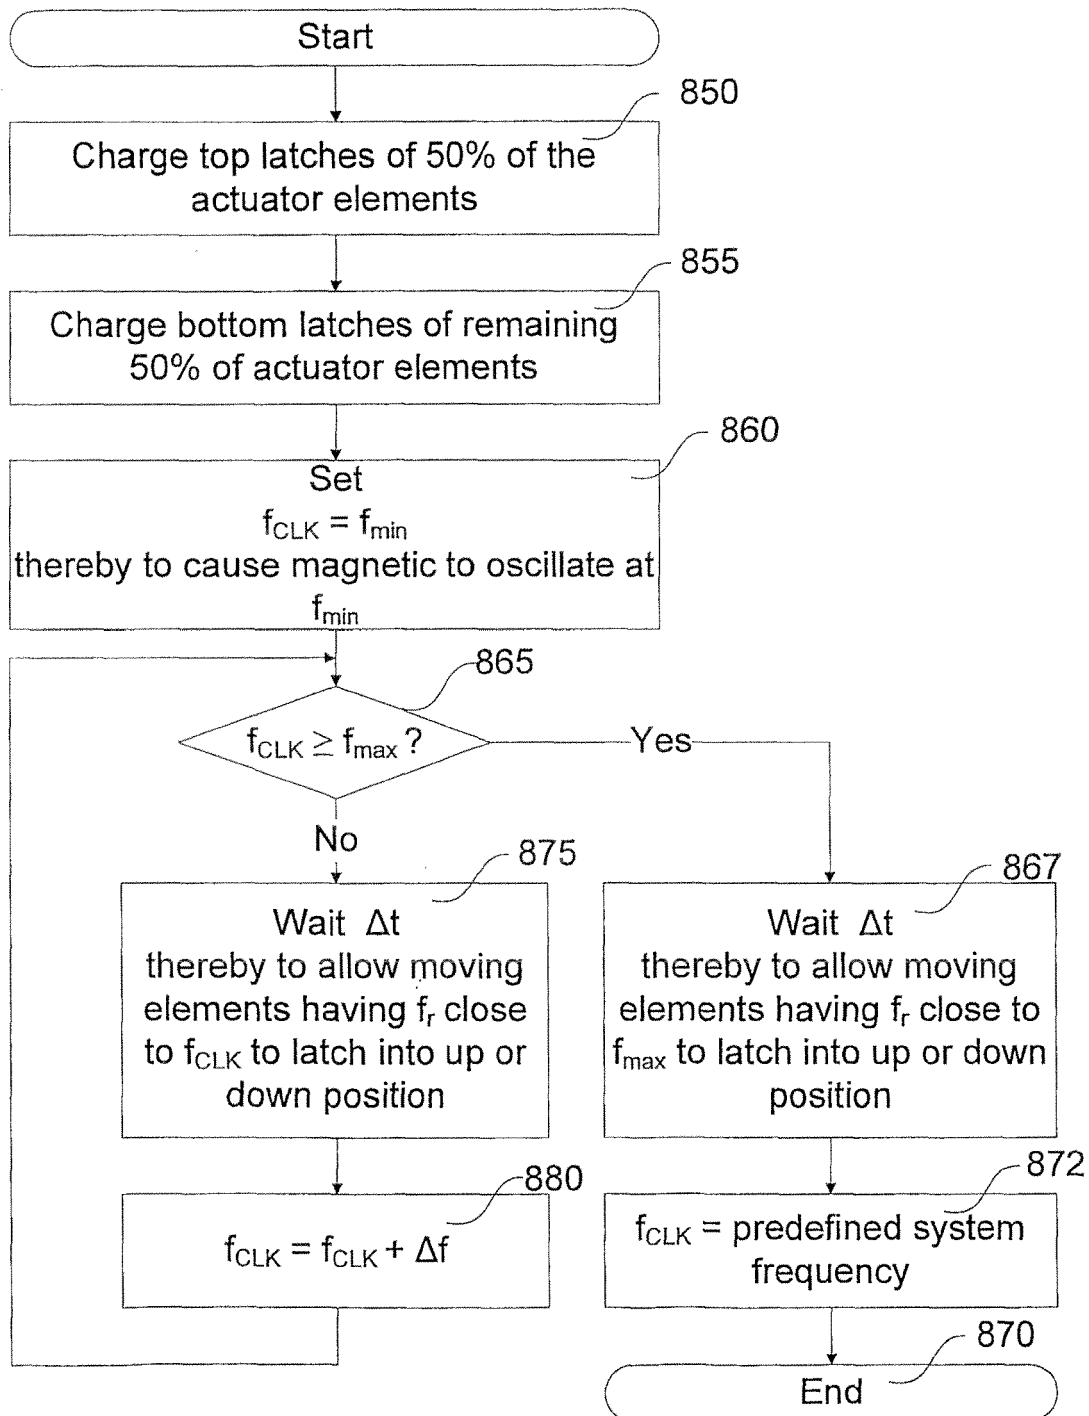 Start
850
Charge top latches of 50% of the
actuator elements
855
Charge bottom latches of remaining
50% of actuator elements
860
Set
fCLK = fmin
thereby to cause magnetic to oscillate at
fmin
865
fCLK ≥ fmax ?
Yes
No
875
Wait Δt
thereby to allow moving
elements having fr close
to fCLK to latch into up or
down position
867
Wait Δt
thereby to allow moving
elements having fr close to
fmax to latch into up or down
position
880
fCLK = fCLK + Δf
872
fCLK = predefined system
frequency
870
End